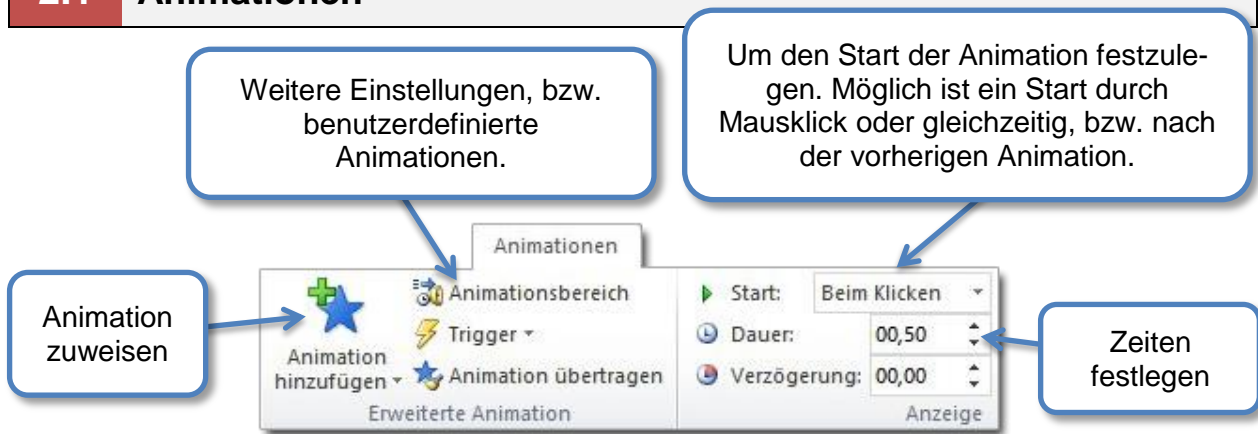 Animationen
Um den Start der Animation festzule-
gen. Möglich ist ein Start durch
Mausklick oder gleichzeitig, bzw. nach
der vorherigen Animation.
Weitere Einstellungen, bzw.
benutzerdefinierte
Animationen.
Animationen
Animation
zuweisen
Animation
hinzufügen
Animationsbereich
Trigger
Animation übertragen
Erweiterte Animation
Start: Beim Klicken
Dauer: 00,50
Verzögerung: 00,00
Anzeige
Zeiten
festlegen